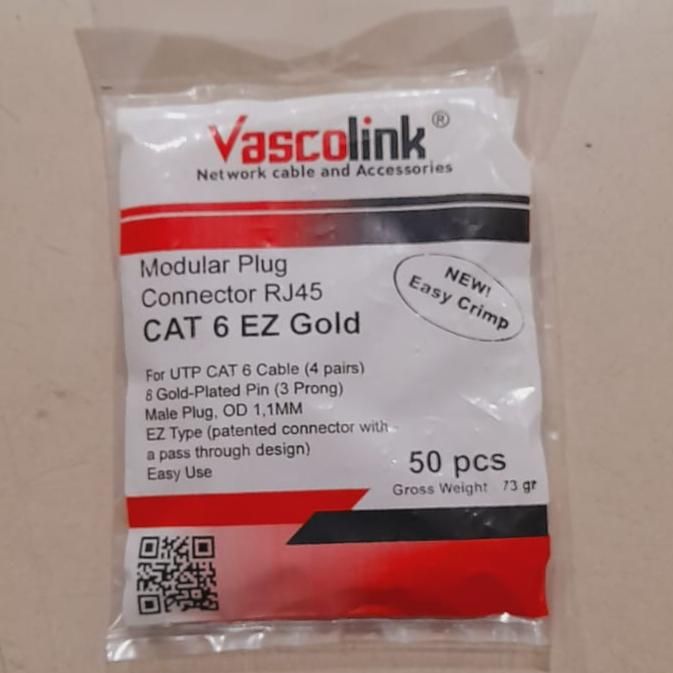 Vascolink®
Network cable and Accessories
Modular Plug
Connector RJ45
CAT 6 EZ Gold
NEW!
Easy Crimp
For UTP CAT 6 Cable (4 pairs)
8 Gold-Plated Pin (3 Prong)
Male Plug, OD 1,1MM
EZ Type (patented connector with
a pass through design)
Easy Use
50 pcs
Gross Weight 73 gr